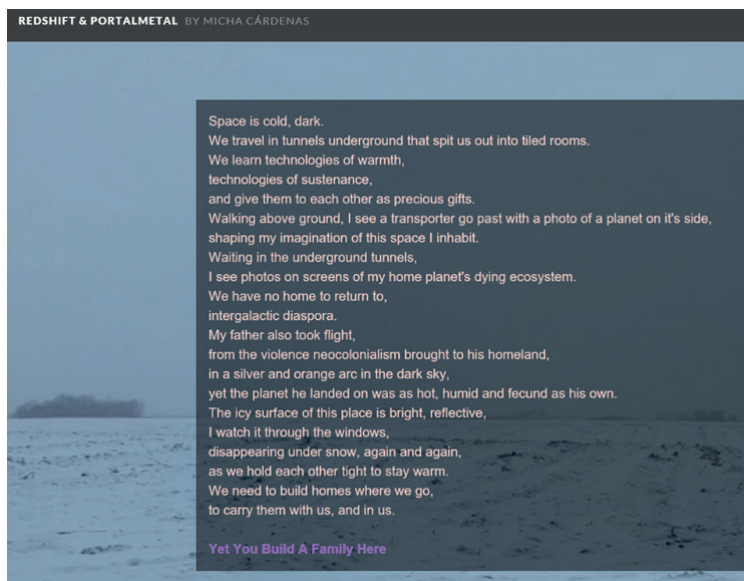 REDSHIFT & PORTALMETAL BY MICHA CÁRDENAS
Space is cold, dark.
We travel in tunnels underground that spit us out into tiled rooms.
We learn technologies of warmth,
technologies of sustenance,
and give them to each other as precious gifts.
Walking above ground, I see a transporter go past with a photo of a planet on it's side,
shaping my imagination of this space I inhabit.
Waiting in the underground tunnels,
I see photos on screens of my home planet's dying ecosystem.
We have no home to return to,
intergalactic diaspora.
My father also took flight,
from the violence neocolonialism brought to his homeland,
in a silver and orange arc in the dark sky,
yet the planet he landed on was as hot, humid and fecund as his own.
The icy surface of this place is bright, reflective,
I watch it through the windows,
disappearing under snow, again and again,
as we hold each other tight to stay warm.
We need to build homes where we go,
to carry them with us, and in us.
Yet You Build A Family Here